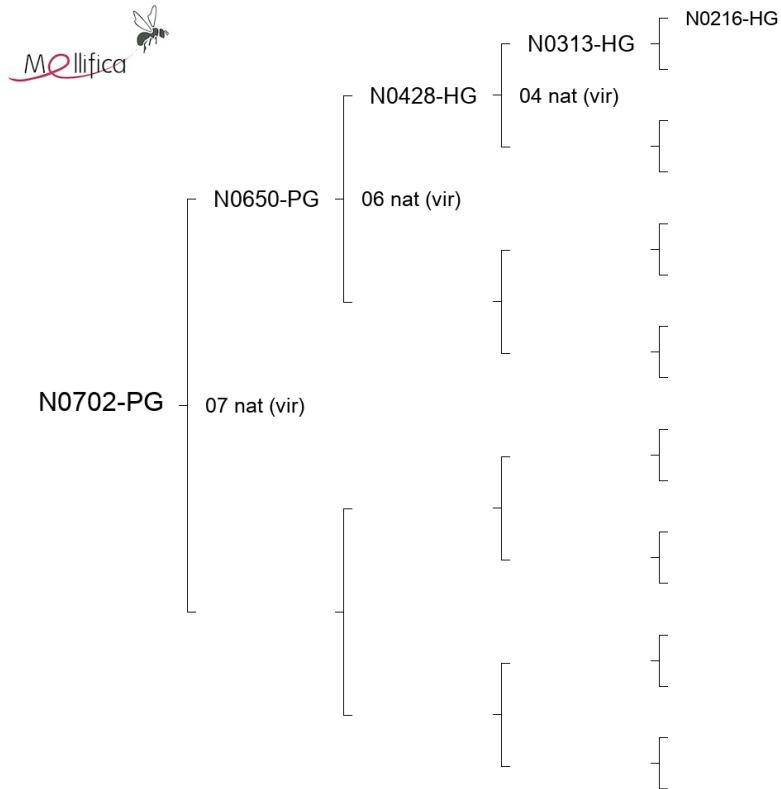 Mellifica
N0216-HG
N0313-HG
N0428-HG
04 nat (vir)
N0650-PG
06 nat (vir)
N0702-PG
07 nat (vir)